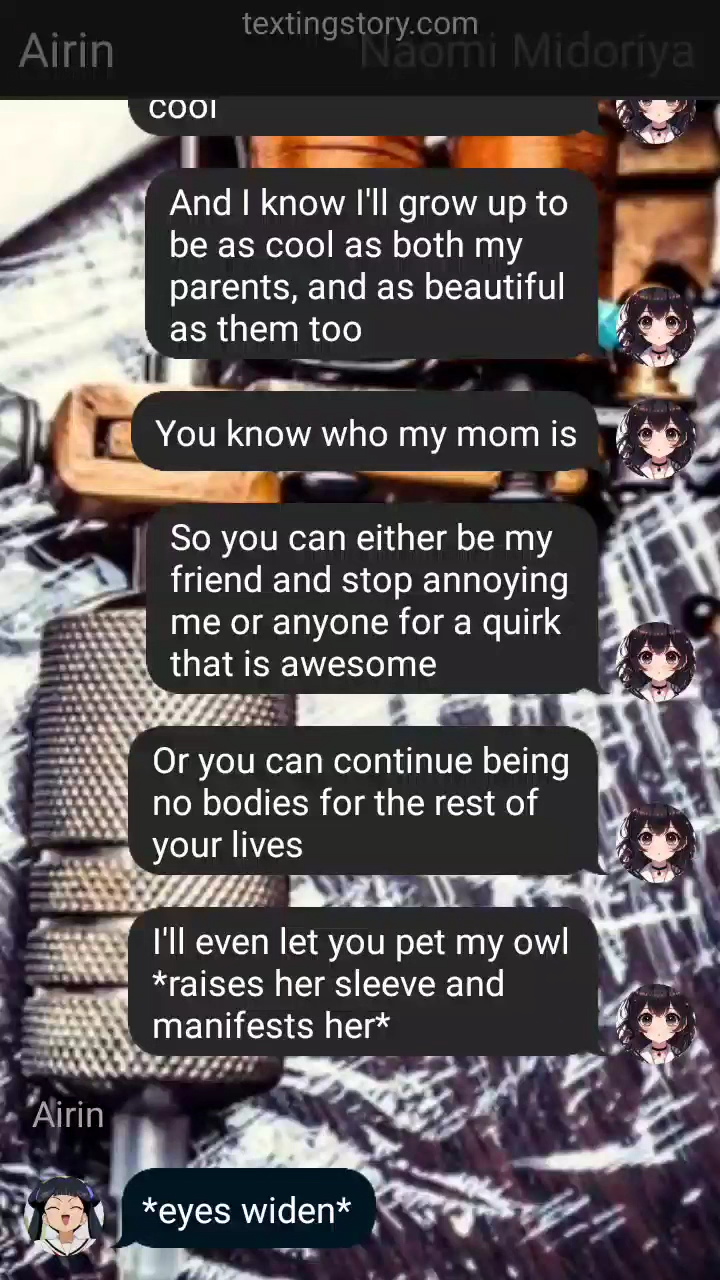 textingstory.com
Airin
Naomi Midoriya
cool
And I know I'll grow up to
be as cool as both my
parents, and as beautiful
as them too
You know who my mom is
So you can either be my
friend and stop annoying
me or anyone for a quirk
that is awesome
Or you can continue being
no bodies for the rest of
your lives
I'll even let you pet my owl
*raises her sleeve and
manifests her*
Airin
*eyes widen*